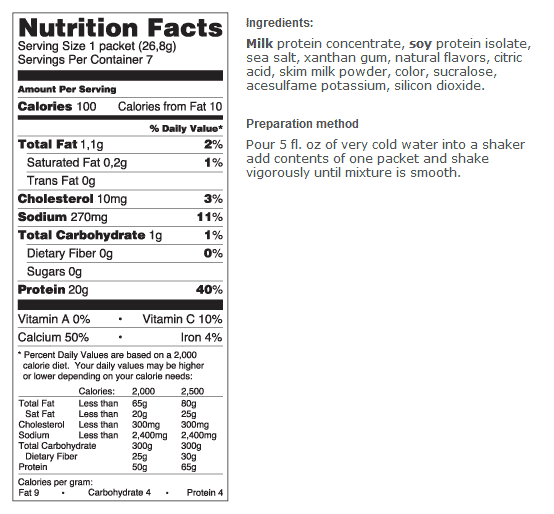 Nutrition Facts
Serving Size 1 packet (26,8g)
Servings Per Container 7
Amount Per Serving
Calories 100 Calories from Fat 10
% Daily Value*
Total Fat 1,1g 2%
Saturated Fat 0,2g 1%
Trans Fat 0g
Cholesterol 10mg 3%
Sodium 270mg 11%
Total Carbohydrate 1g 1%
Dietary Fiber 0g 0%
Sugars 0g
Protein 20g 40%
Vitamin A 0% • Vitamin C 10%
Calcium 50% • Iron 4%
* Percent Daily Values are based on a 2,000
calorie diet. Your daily values may be higher
or lower depending on your calorie needs:
Calories: 2,000 2,500
Total Fat Less than 65g 80g
Sat Fat Less than 20g 25g
Cholesterol Less than 300mg 300mg
Sodium Less than 2,400mg 2,400mg
Total Carbohydrate 300g 300g
Dietary Fiber 25g 30g
Protein 50g 65g
Calories per gram:
Fat 9 • Carbohydrate 4 • Protein 4
Ingredients:
Milk protein concentrate, soy protein isolate,
sea salt, xanthan gum, natural flavors, citric
acid, skim milk powder, color, sucralose,
acesulfame potassium, silicon dioxide.
Preparation method
Pour 5 fl. oz of very cold water into a shaker
add contents of one packet and shake
vigorously until mixture is smooth.